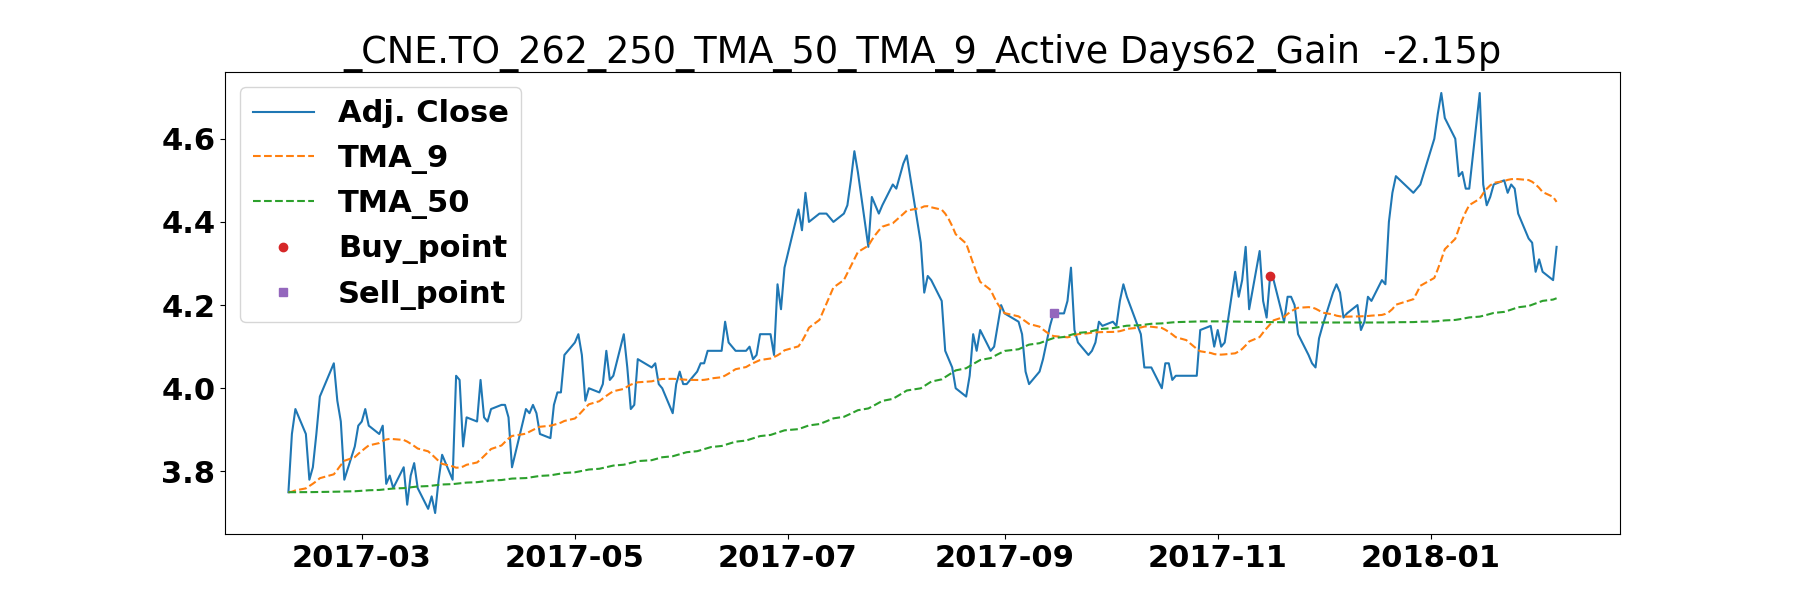 _CNE.TO_262_250_TMA_50_TMA_9_Active Days62_Gain  -2.15p
Adj. Close
TMA_9
TMA_50
Buy_point
Sell_point
4.6
4.4
4.2
4.0
3.8
2017-03 2017-05 2017-07 2017-09 2017-11 2018-01